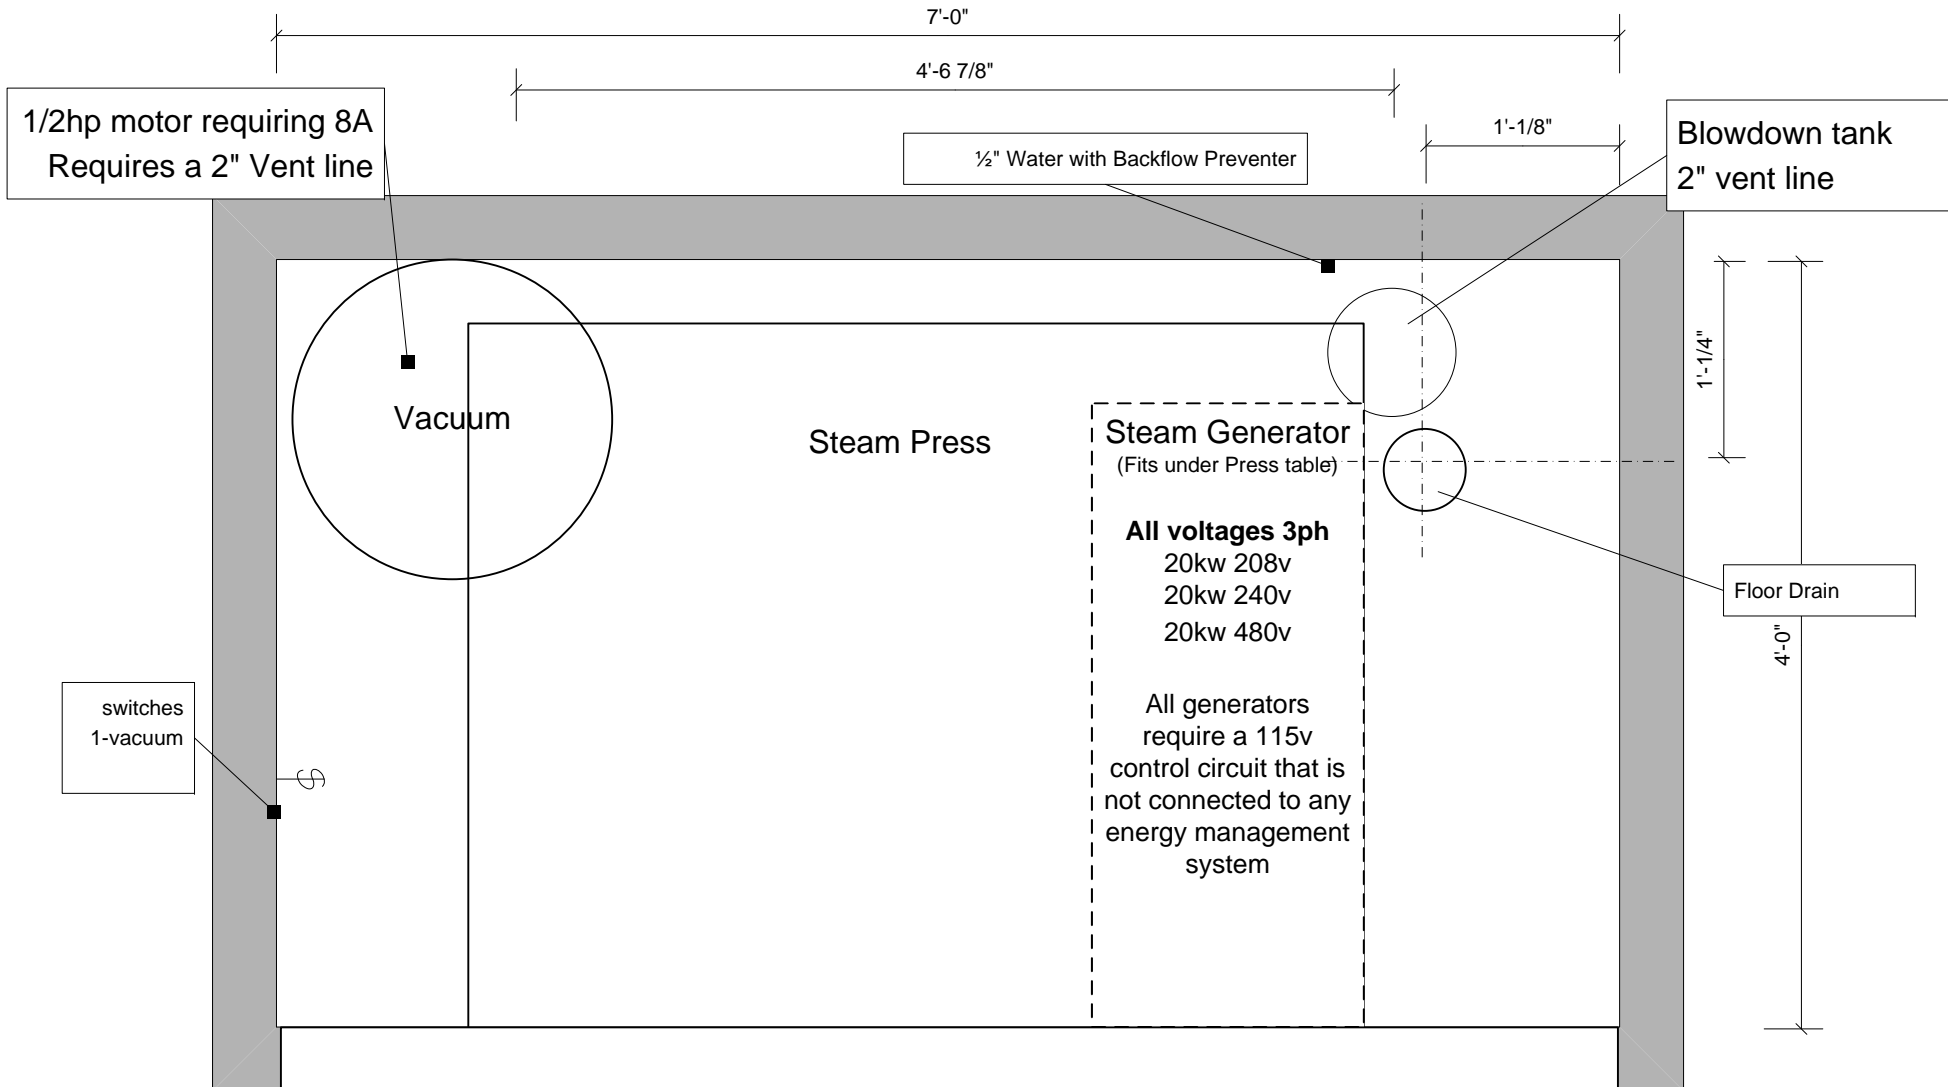 7'-0"
4'-6 7/8"
1/2hp motor requiring 8A
Requires a 2" Vent line
½" Water with Backflow Preventer
1'-1/8"
Blowdown tank
2" vent line
1'-1/4"
Vacuum
Steam Press
Steam Generator
(Fits under Press table)
All voltages 3ph
20kw 208v
20kw 240v
20kw 480v
All generators
require a 115v
control circuit that is
not connected to any
energy management
system
Floor Drain
4'-0"
switches
1-vacuum
$